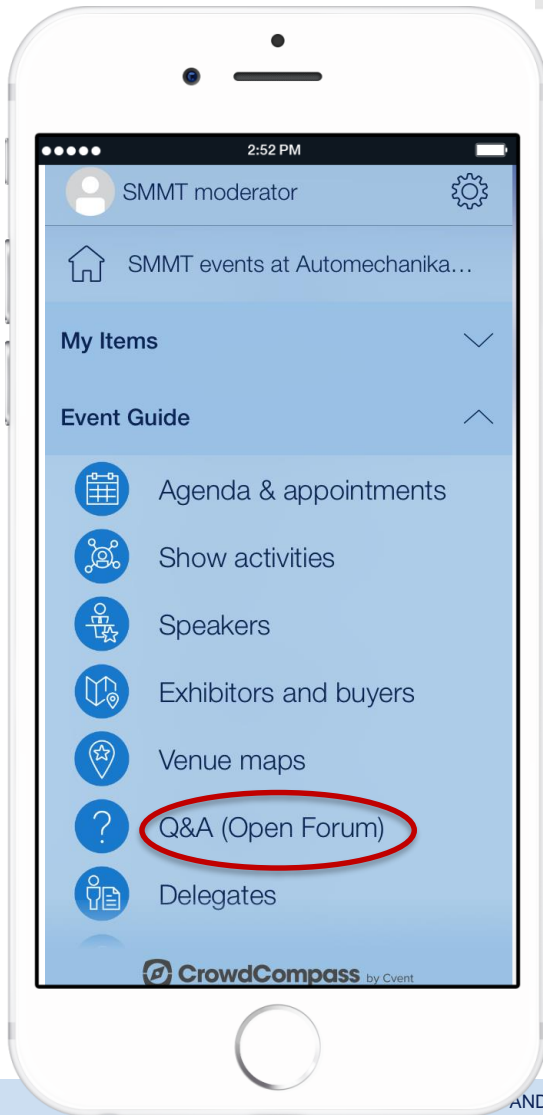 2:52 PM
SMMT moderator
SMMT events at Automechanika...
My Items
Event Guide
Agenda & appointments
Show activities
Speakers
Exhibitors and buyers
Venue maps
? Q&A (Open Forum)
Delegates
CrowdCompass by Cvent
AND